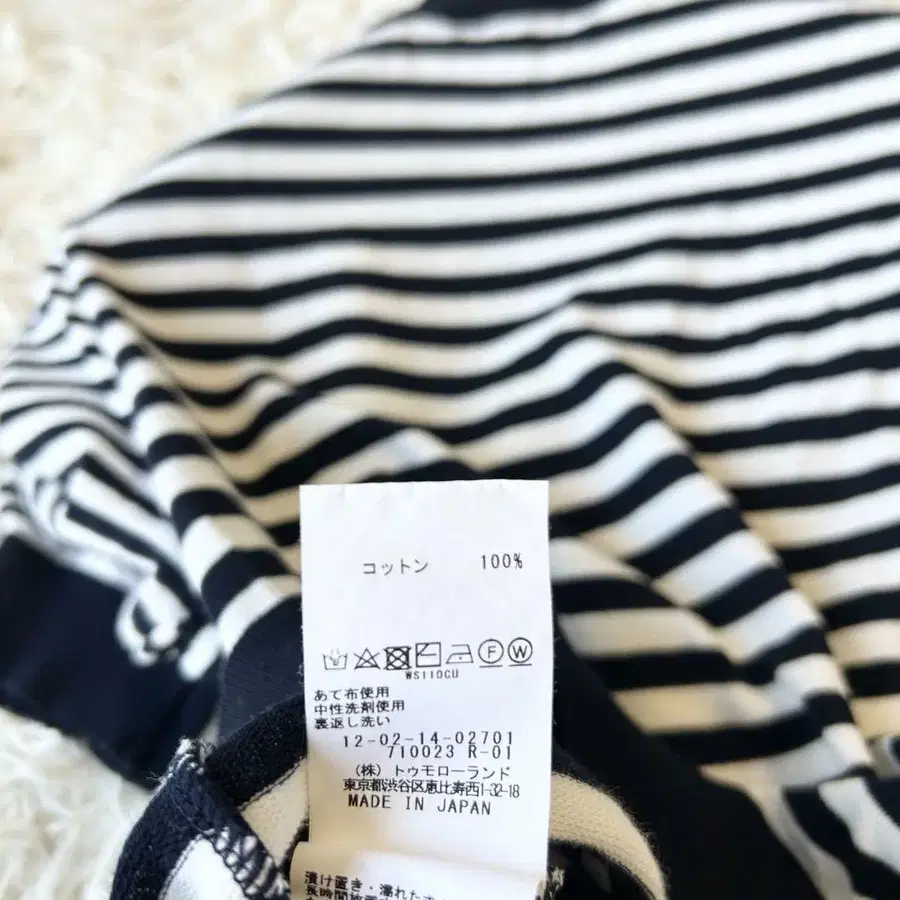 コットン 100%
F W
WS110CU
あて布使用
中性洗剤使用
裏返し洗い
12-02-14-02701
710023 R-01
(株) トゥモローランド
東京都渋谷区恵比寿西1-32-18
MADE IN JAPAN
漬け置き・濡れた